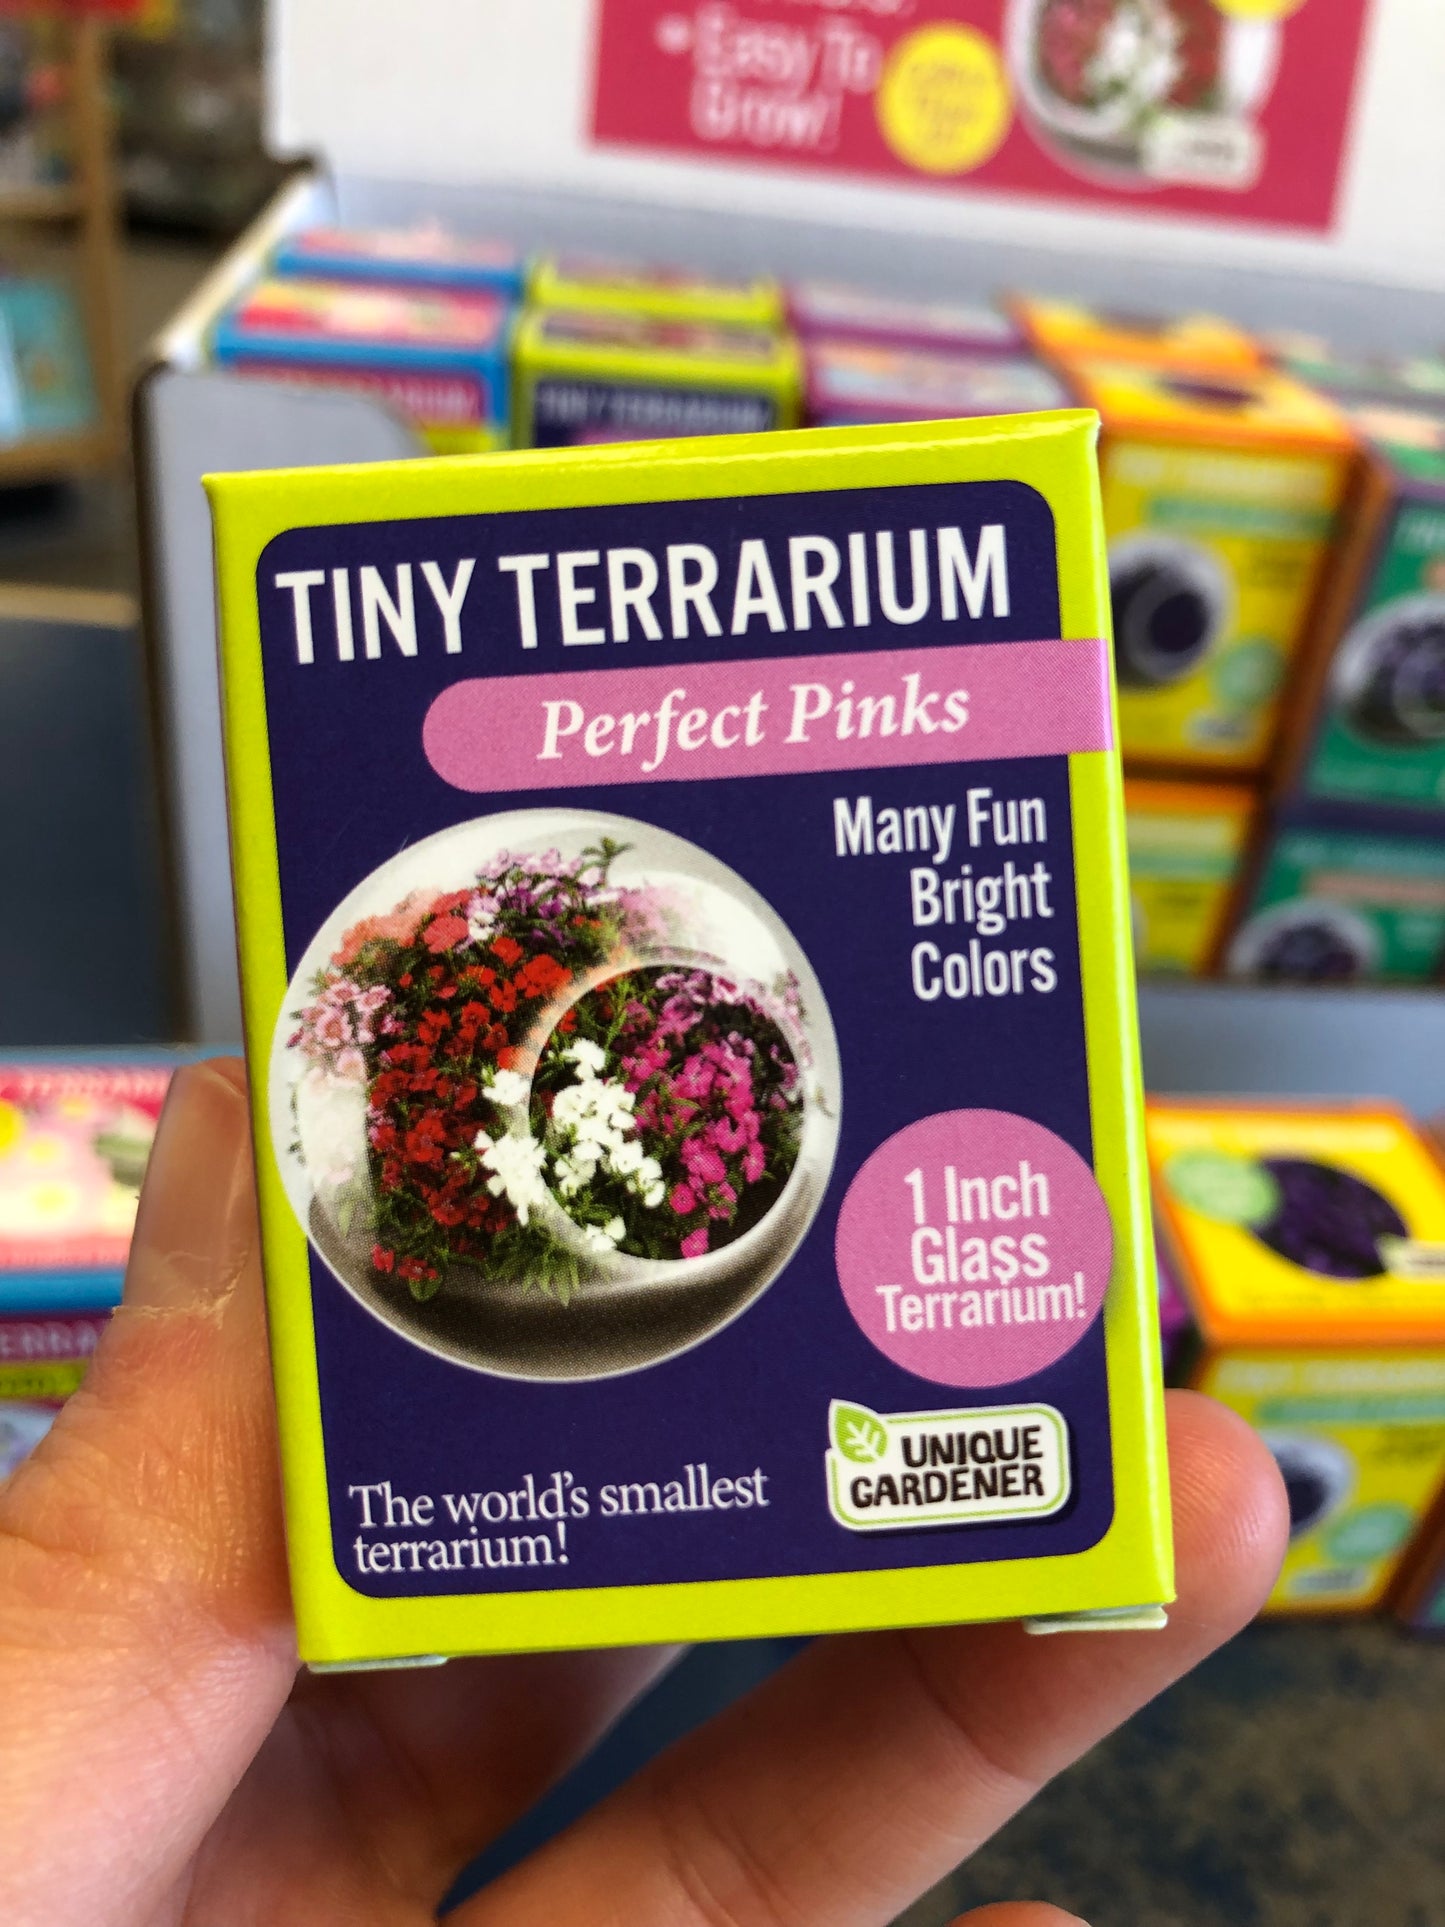 • Easy To
Grow!
TINY TERRARIUM
TINY TERRARIUM
Perfect Pinks
Many Fun
Bright
Colors
1 Inch
Glass
Terrarium!
UNIQUE
GARDENER
The world's smallest
terrarium!
TERRARIUM